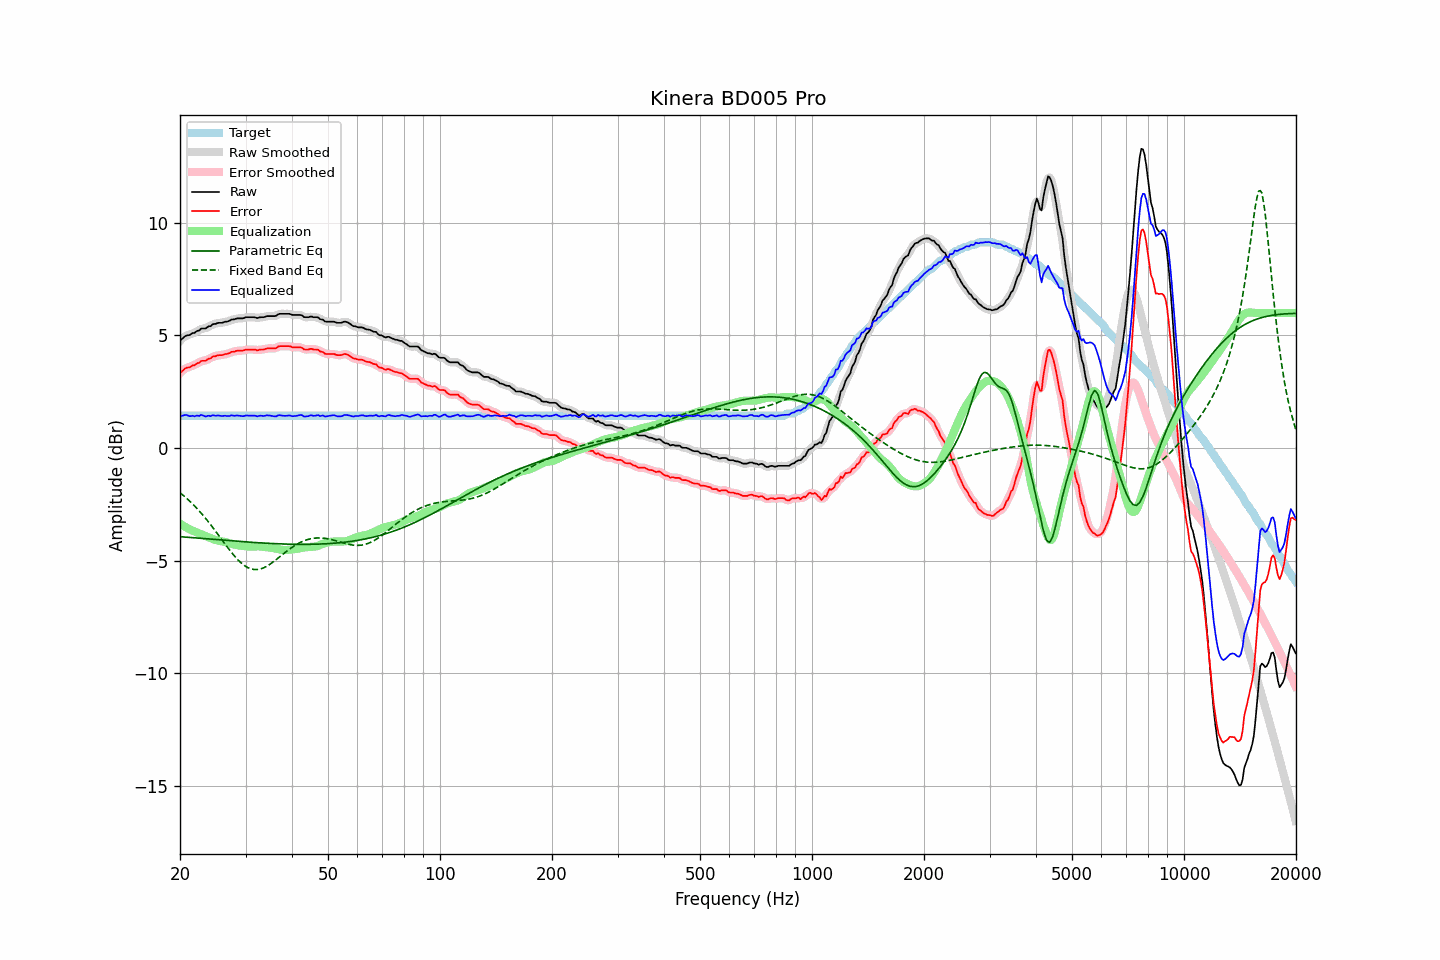 Kinera BD005 Pro
Target
Raw Smoothed
Error Smoothed
Raw
Error
Equalization
Parametric Eq
Fixed Band Eq
Equalized
Amplitude (dBr)
10
5
0
−5
−10
−15
20 50 100 200 500 1000 2000 5000 10000 20000
Frequency (Hz)